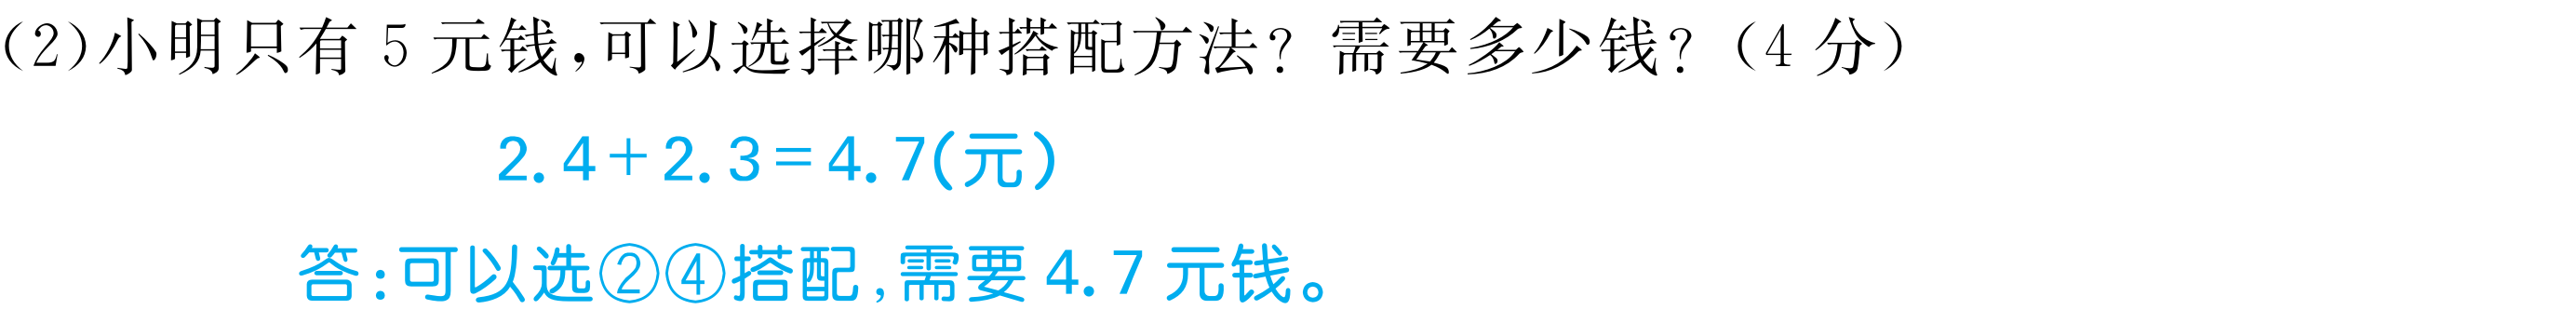 (2)小明只有 5 元钱,可以选择哪种搭配方法? 需要多少钱?(4 分)
2.4+2.3=4.7(元)
答:可以选②④搭配,需要 4.7 元钱。